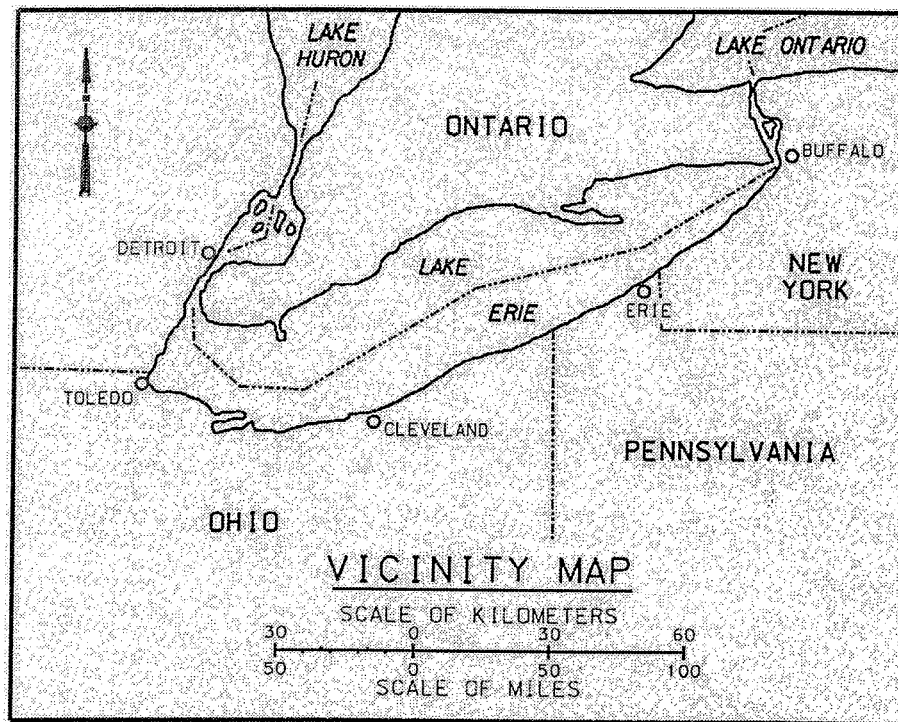 LAKE
HURON
LAKE ONTARIO
ONTARIO
BUFFALO
DETROIT
LAKE
ERIE
NEW
YORK
ERIE
TOLEDO
CLEVELAND
PENNSYLVANIA
OHIO
VICINITY MAP
SCALE OF KILOMETERS
30 0 30 60
50 0 50 100
SCALE OF MILES